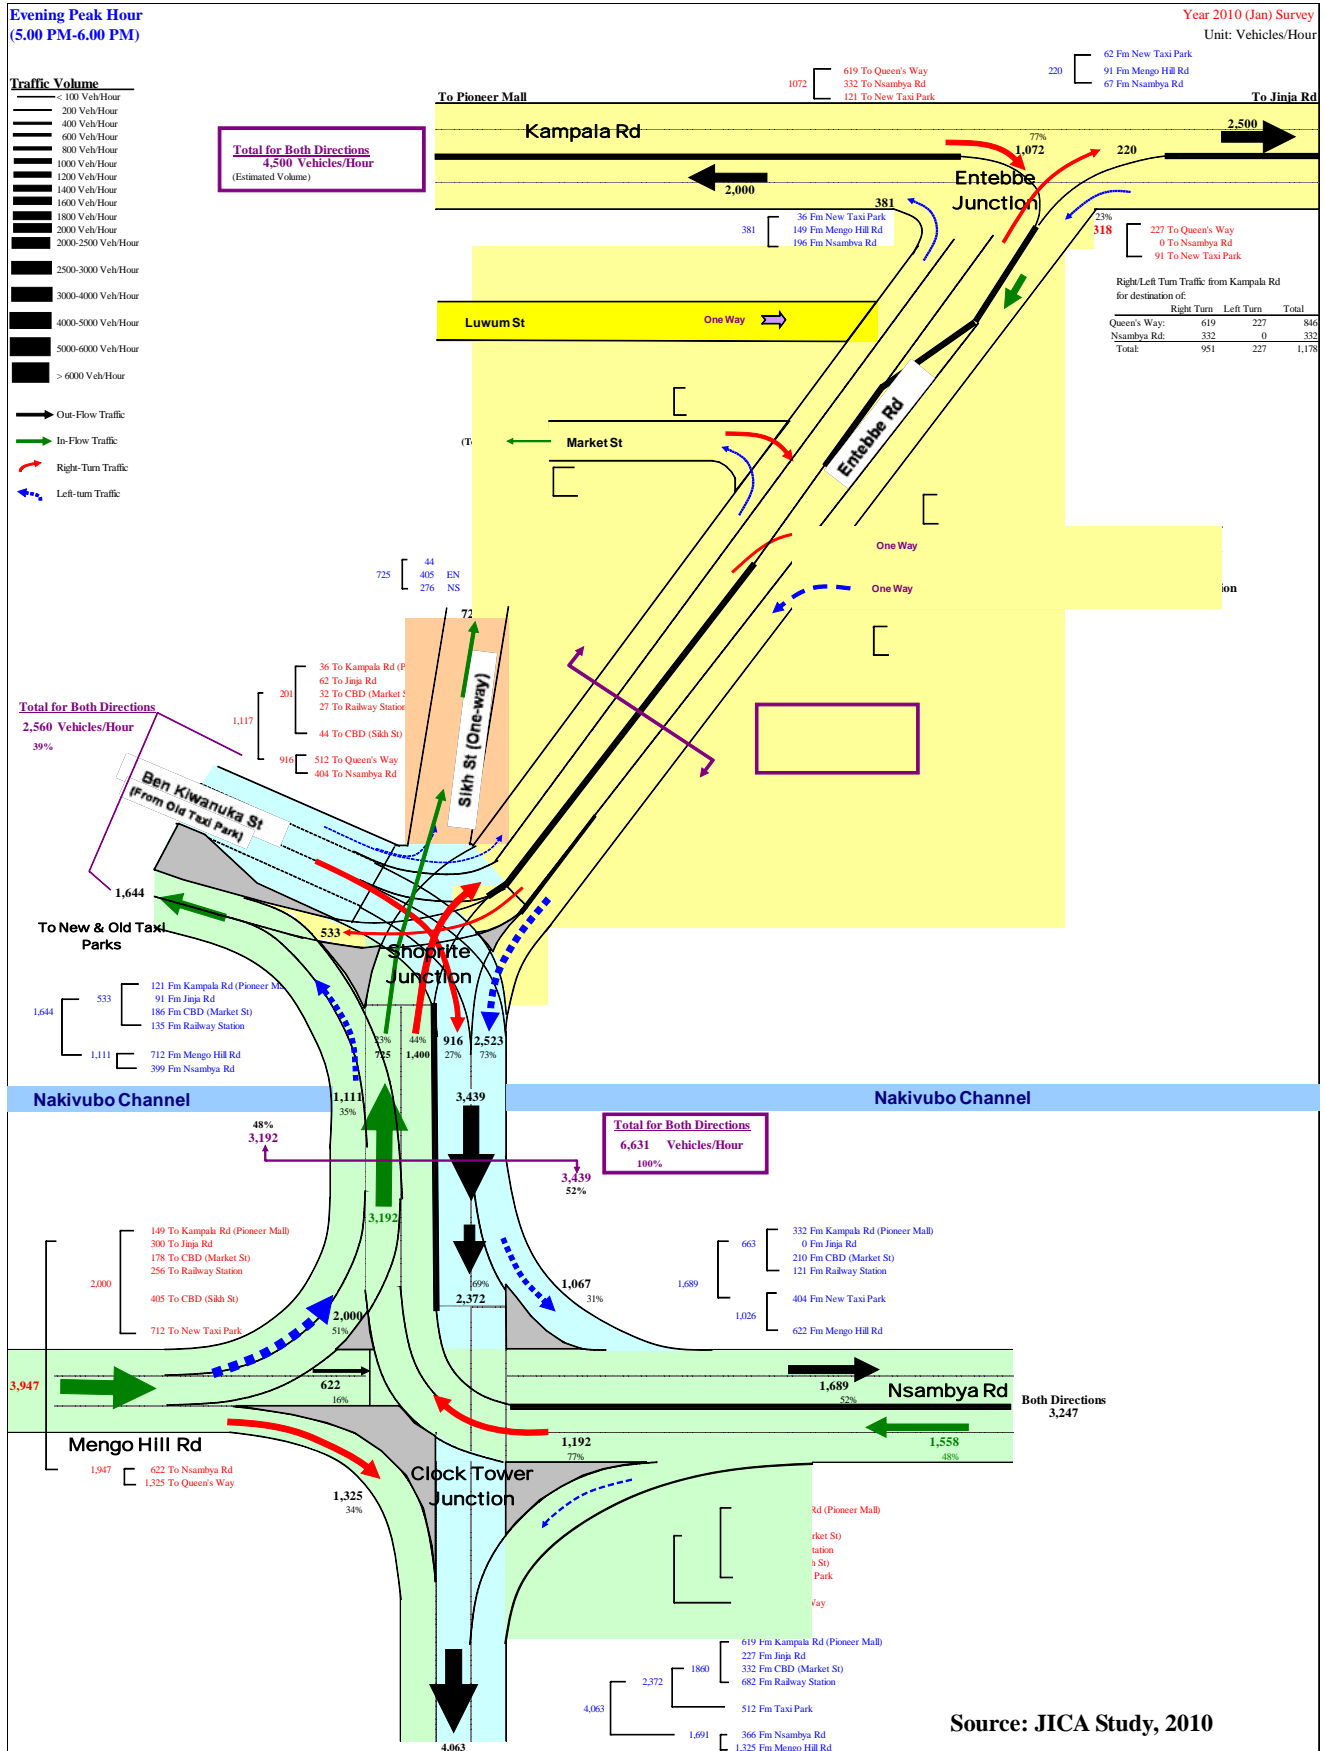 Evening Peak Hour
(5.00 PM-6.00 PM)
Year 2010 (Jan) Survey
Unit: Vehicles/Hour
Traffic Volume
< 100 Veh/Hour
200 Veh/Hour
400 Veh/Hour
600 Veh/Hour
800 Veh/Hour
1000 Veh/Hour
1200 Veh/Hour
1400 Veh/Hour
1600 Veh/Hour
1800 Veh/Hour
2000 Veh/Hour
2000-2500 Veh/Hour
2500-3000 Veh/Hour
3000-4000 Veh/Hour
4000-5000 Veh/Hour
5000-6000 Veh/Hour
> 6000 Veh/Hour
Out-Flow Traffic
In-Flow Traffic
Right-Turn Traffic
Left-turn Traffic
1072
619 To Queen's Way
332 To Nsambya Rd
121 To New Taxi Park
220
62 Fm New Taxi Park
91 Fm Mengo Hill Rd
67 Fm Nsambya Rd
To Pioneer Mall
To Jinja Rd
Total for Both Directions
4,500 Vehicles/Hour
(Estimated Volume)
Kampala Rd
2,500
77%
1,072
220
2,000
Entebbe
Junction
381
381
36 Fm New Taxi Park
149 Fm Mengo Hill Rd
196 Fm Nsambya Rd
23%
318
227 To Queen's Way
0 To Nsambya Rd
91 To New Taxi Park
Right/Left Turn Traffic from Kampala Rd
for destination of:
Right Turn Left Turn Total
Queen's Way: 619 227 846
Nsambya Rd: 332 0 332
Total: 951 227 1,178
Luwum St
One Way
Entebbe Rd
(T
Market St
One Way
One Way
ion
725
44
405 EN
276 NS
72
Sikh St (One-way)
1,117
201
36 To Kampala Rd (P
62 To Jinja Rd
32 To CBD (Market S
27 To Railway Station
44 To CBD (Sikh St)
916
512 To Queen's Way
404 To Nsambya Rd
Total for Both Directions
2,560 Vehicles/Hour
39%
Ben Kiwanuka St
(From Old Taxi Park)
1,644
To New & Old Taxi
Parks
533
Shoprite
Junction
1,644
533
121 Fm Kampala Rd (Pioneer Ma
91 Fm Jinja Rd
186 Fm CBD (Market St)
135 Fm Railway Station
1,111
712 Fm Mengo Hill Rd
399 Fm Nsambya Rd
23%
725
44%
1,400
916
27%
2,523
73%
Nakivubo Channel
1,111
35%
3,439
Nakivubo Channel
48%
3,192
Total for Both Directions
6,631 Vehicles/Hour
100%
3,439
52%
3,192
2,000
149 To Kampala Rd (Pioneer Mall)
300 To Jinja Rd
178 To CBD (Market St)
256 To Railway Station
405 To CBD (Sikh St)
712 To New Taxi Park
1,689
663
332 Fm Kampala Rd (Pioneer Mall)
0 Fm Jinja Rd
210 Fm CBD (Market St)
121 Fm Railway Station
1,026
404 Fm New Taxi Park
622 Fm Mengo Hill Rd
69%
2,372
1,067
31%
2,000
51%
3,947
622
16%
1,689
52%
Nsambya Rd
Both Directions
3,247
Mengo Hill Rd
1,192
77%
1,558
48%
1,947
622 To Nsambya Rd
1,325 To Queen's Way
1,325
34%
Clock Tower
Junction
Rd (Pioneer Mall)
rket St)
tation
h St)
Park
Way
4,063
2,372
1860
619 Fm Kampala Rd (Pioneer Mall)
227 Fm Jinja Rd
332 Fm CBD (Market St)
682 Fm Railway Station
512 Fm Taxi Park
1,691
366 Fm Nsambya Rd
1,325 Fm Mengo Hill Rd
4,063
Source: JICA Study, 2010